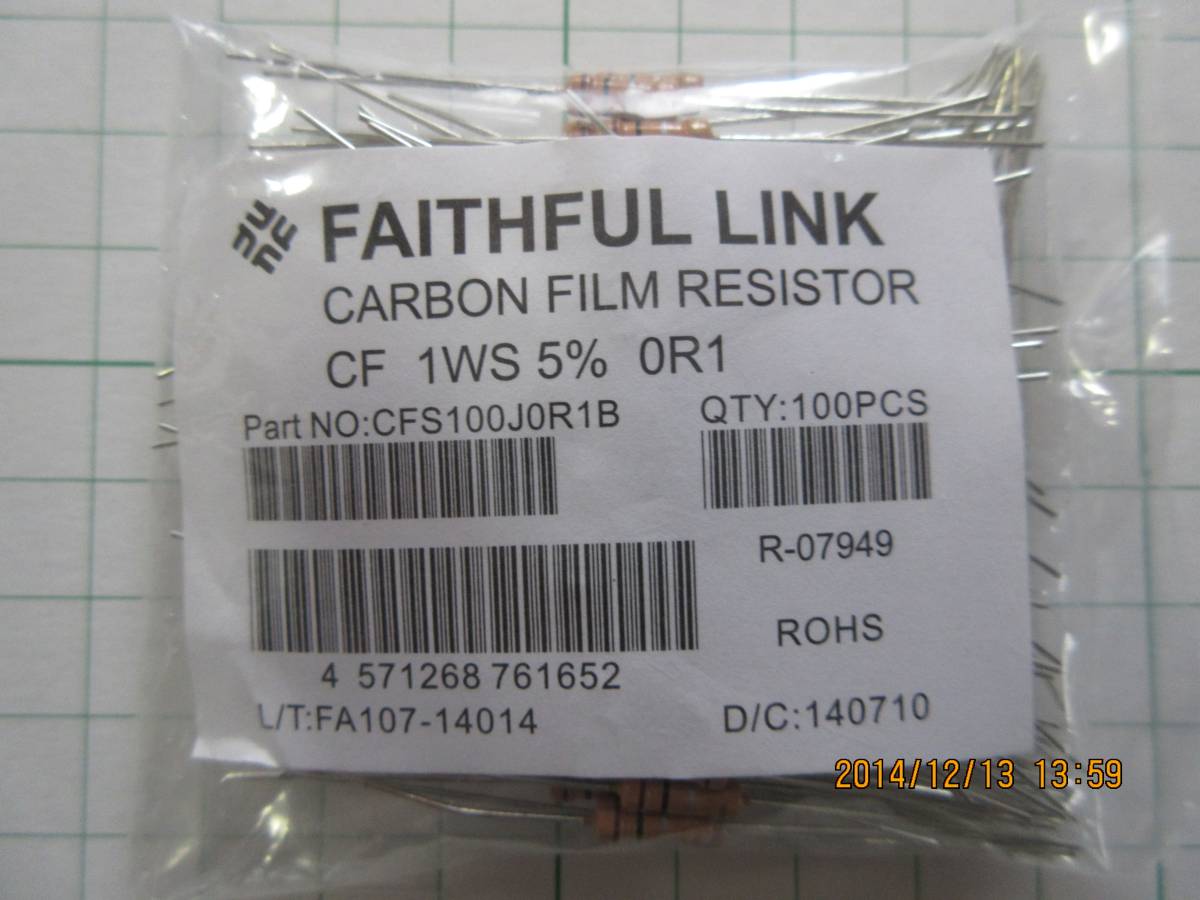 FAITHFUL LINK
CARBON FILM RESISTOR
CF 1WS 5% 0R1
Part NO:CFS100J0R1B QTY:100PCS
R-07949
ROHS
4 571268 761652
L/T:FA107-14014 D/C:140710
2014/12/13 13:59